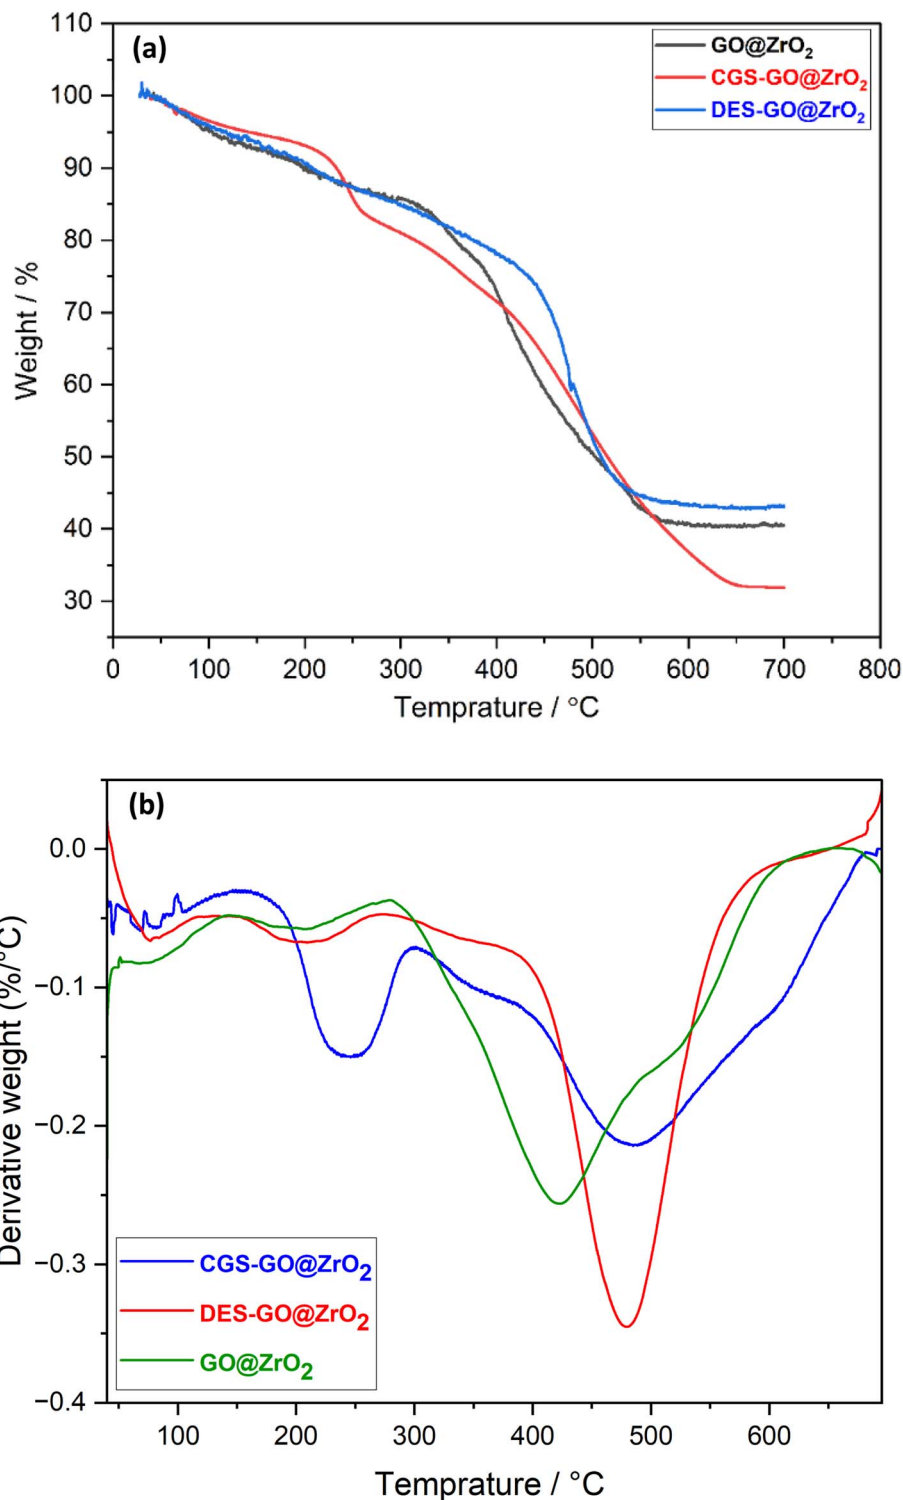 (a)
GO@ZrO₂
CGS-GO@ZrO₂
DES-GO@ZrO₂
110
100
90
80
70
60
50
40
30
Weight / %
0 100 200 300 400 500 600 700 800
Temprature / °C
(b)
0.0
−0.1
−0.2
−0.3
−0.4
Derivative weight (%/°C)
CGS-GO@ZrO₂
DES-GO@ZrO₂
GO@ZrO₂
100 200 300 400 500 600
Temprature / °C